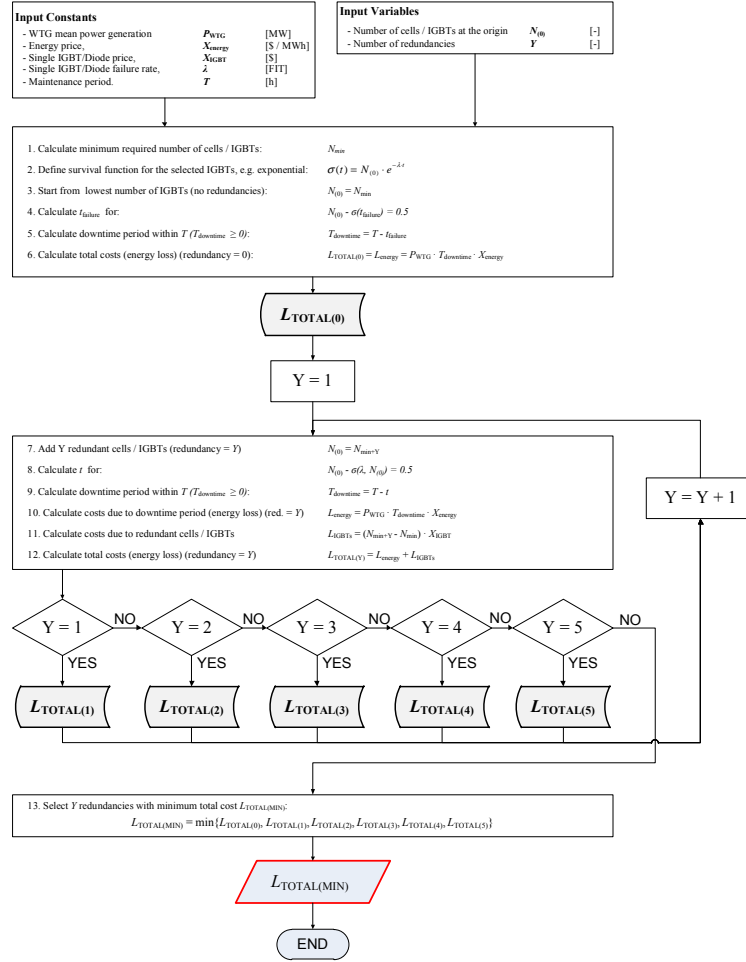 Input Constants
- WTG mean power generation P_WTG [MW]
- Energy price, X_energy [$ / MWh]
- Single IGBT/Diode price, X_IGBT [$]
- Single IGBT/Diode failure rate, λ [FIT]
- Maintenance period. T [h]
Input Variables
- Number of cells / IGBTs at the origin N_(0) [-]
- Number of redundancies Y [-]
1. Calculate minimum required number of cells / IGBTs: N_min
2. Define survival function for the selected IGBTs, e.g. exponential: σ(t) = N_(0) · e^(−λ·t)
3. Start from lowest number of IGBTs (no redundancies): N_(0) = N_min
4. Calculate t_failure for: N_(0) - σ(t_failure) = 0.5
5. Calculate downtime period within T (T_downtime ≥ 0): T_downtime = T - t_failure
6. Calculate total costs (energy loss) (redundancy = 0): L_TOTAL(0) = L_energy = P_WTG · T_downtime · X_energy
L_TOTAL(0)
Y = 1
7. Add Y redundant cells / IGBTs (redundancy = Y) N_(0) = N_min+Y
8. Calculate t for: N_(0) - σ(λ, N_(0)) = 0.5
9. Calculate downtime period within T (T_downtime ≥ 0): T_downtime = T - t
10. Calculate costs due to downtime period (energy loss) (red. = Y) L_energy = P_WTG · T_downtime · X_energy
11. Calculate costs due to redundant cells / IGBTs L_IGBTs = (N_min+Y - N_min) · X_IGBT
12. Calculate total costs (energy loss) (redundancy = Y) L_TOTAL(Y) = L_energy + L_IGBTs
Y = Y + 1
Y = 1 NO Y = 2 NO Y = 3 NO Y = 4 NO Y = 5 NO
YES YES YES YES YES
L_TOTAL(1) L_TOTAL(2) L_TOTAL(3) L_TOTAL(4) L_TOTAL(5)
13. Select Y redundancies with minimum total cost L_TOTAL(MIN):
L_TOTAL(MIN) = min{L_TOTAL(0), L_TOTAL(1), L_TOTAL(2), L_TOTAL(3), L_TOTAL(4), L_TOTAL(5)}
L_TOTAL(MIN)
END